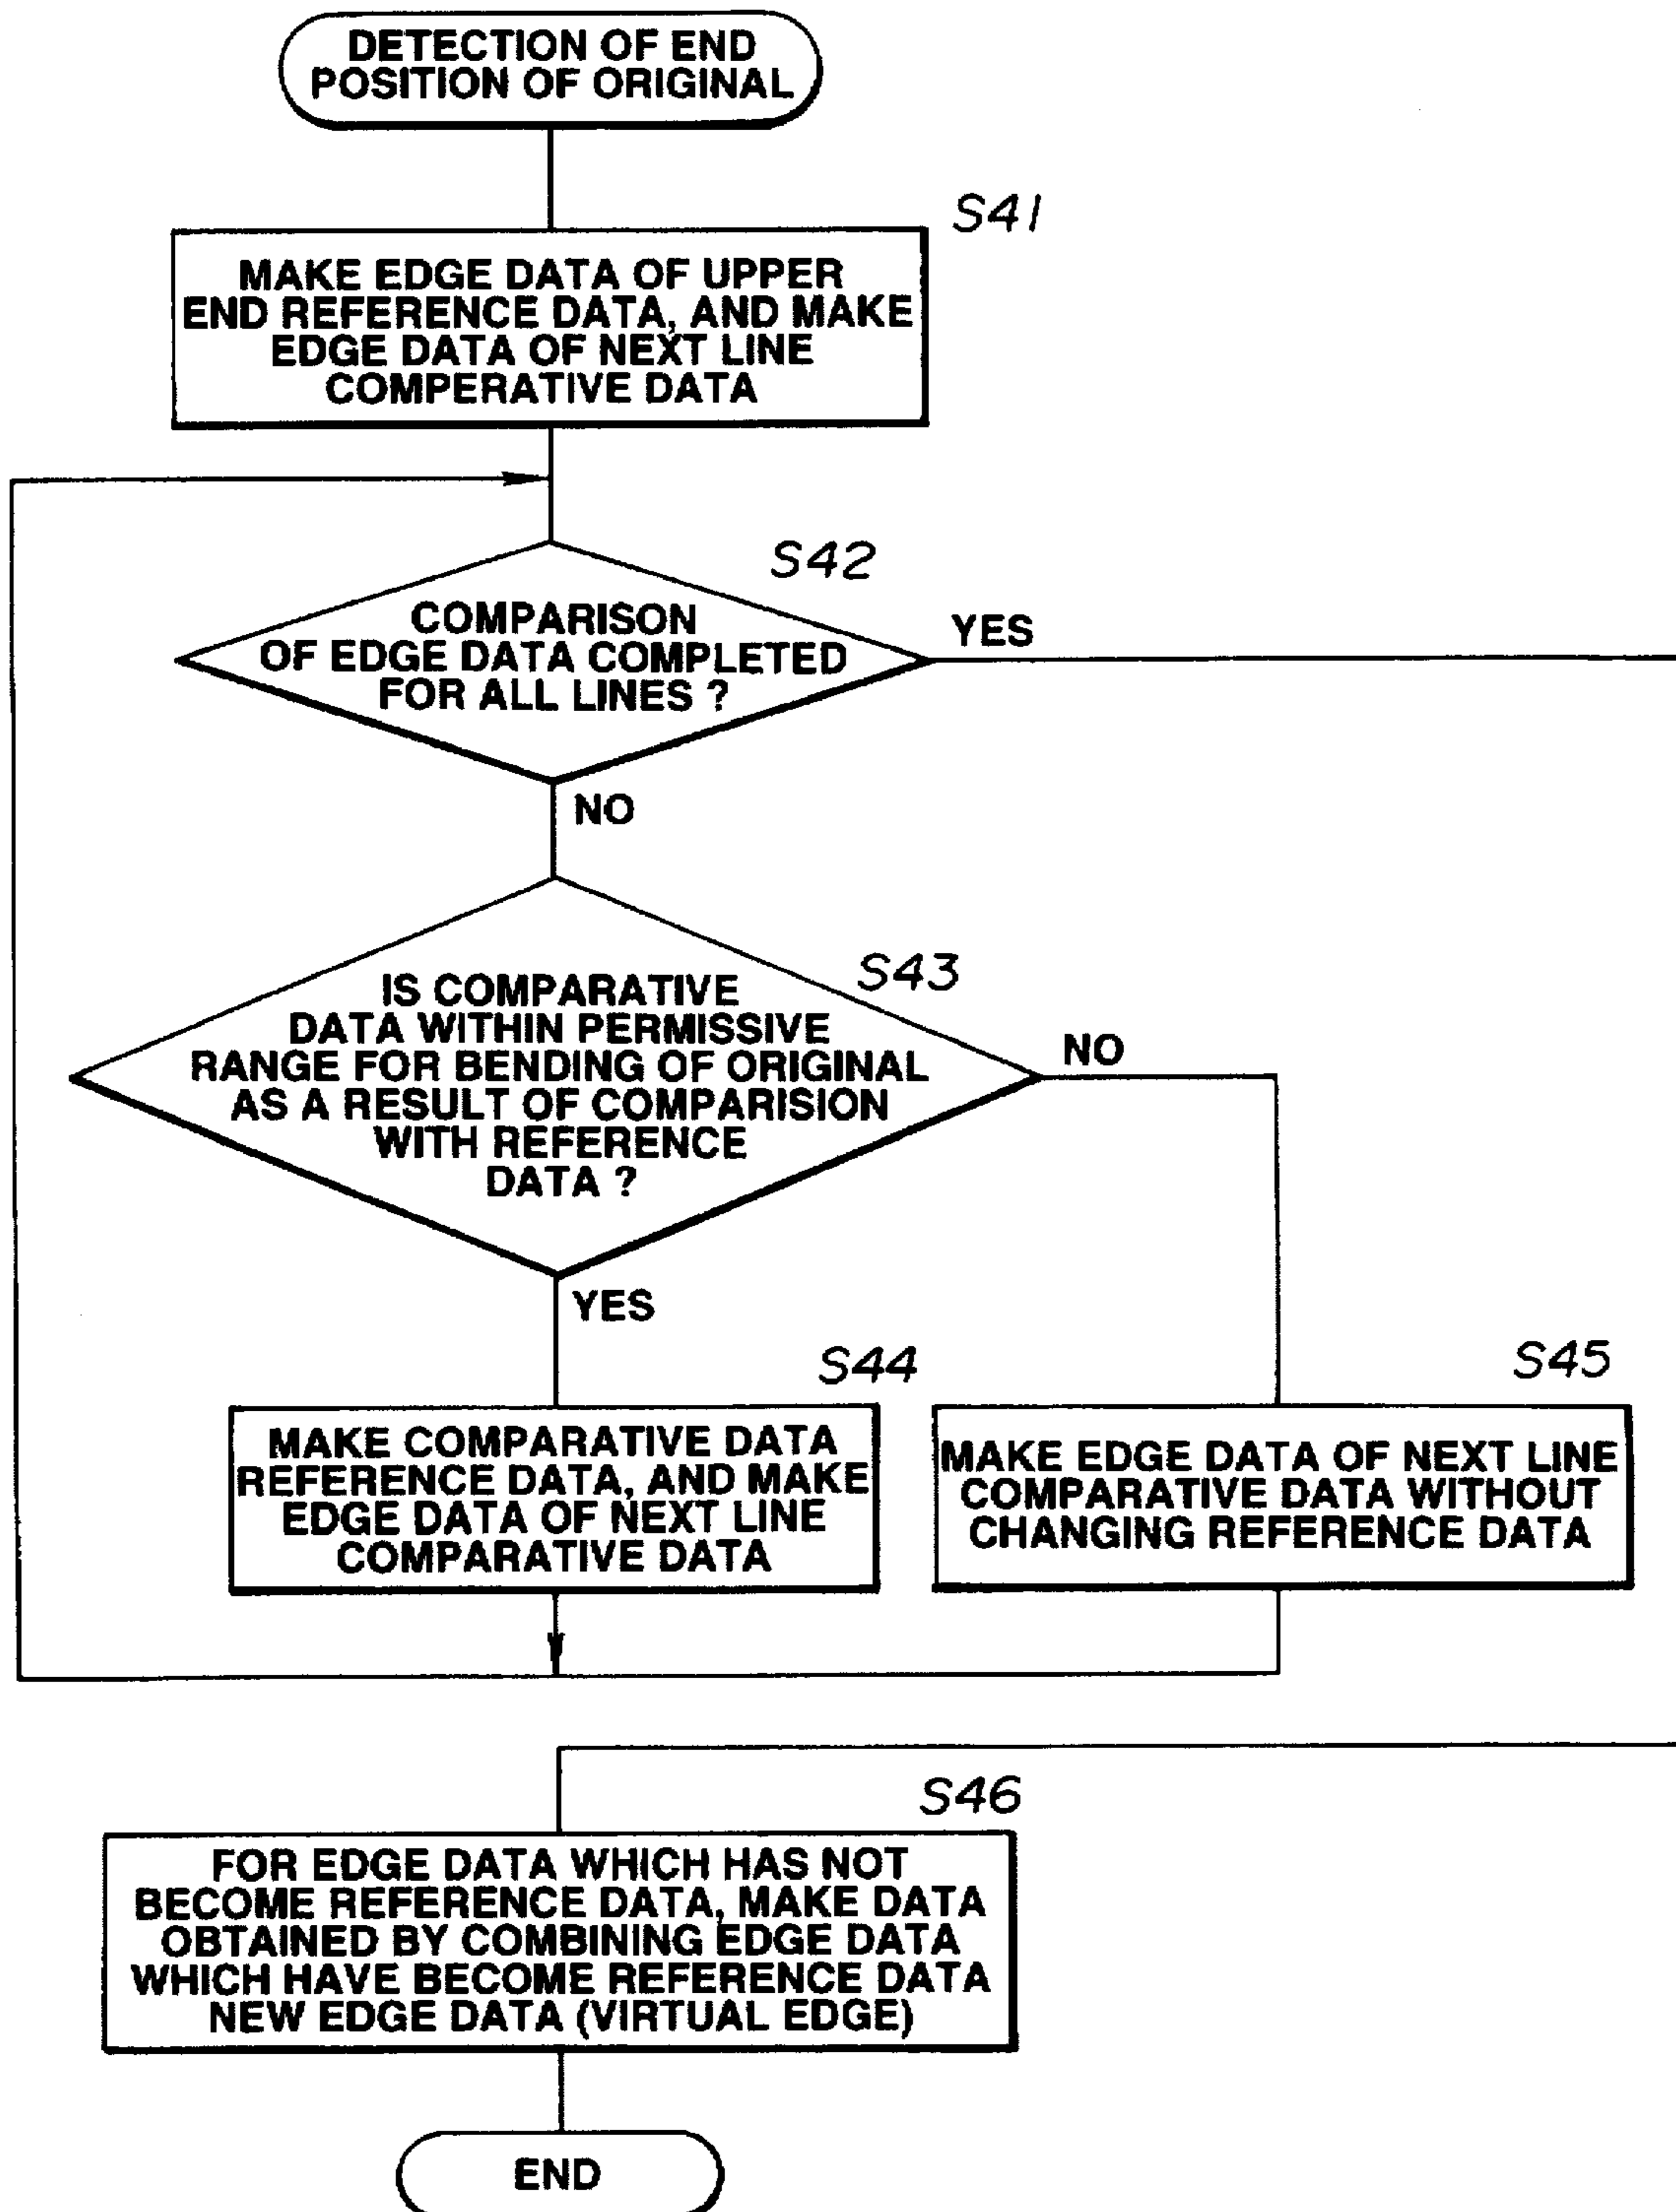 DETECTION OF END
POSITION OF ORIGINAL
S41
MAKE EDGE DATA OF UPPER
END REFERENCE DATA, AND MAKE
EDGE DATA OF NEXT LINE
COMPERATIVE DATA
S42
COMPARISON
OF EDGE DATA COMPLETED
FOR ALL LINES ?
YES
NO
S43
IS COMPARATIVE
DATA WITHIN PERMISSIVE
RANGE FOR BENDING OF ORIGINAL
AS A RESULT OF COMPARISION
WITH REFERENCE
DATA ?
NO
YES
S44
MAKE COMPARATIVE DATA
REFERENCE DATA, AND MAKE
EDGE DATA OF NEXT LINE
COMPARATIVE DATA
S45
MAKE EDGE DATA OF NEXT LINE
COMPARATIVE DATA WITHOUT
CHANGING REFERENCE DATA
S46
FOR EDGE DATA WHICH HAS NOT
BECOME REFERENCE DATA, MAKE DATA
OBTAINED BY COMBINING EDGE DATA
WHICH HAVE BECOME REFERENCE DATA
NEW EDGE DATA (VIRTUAL EDGE)
END